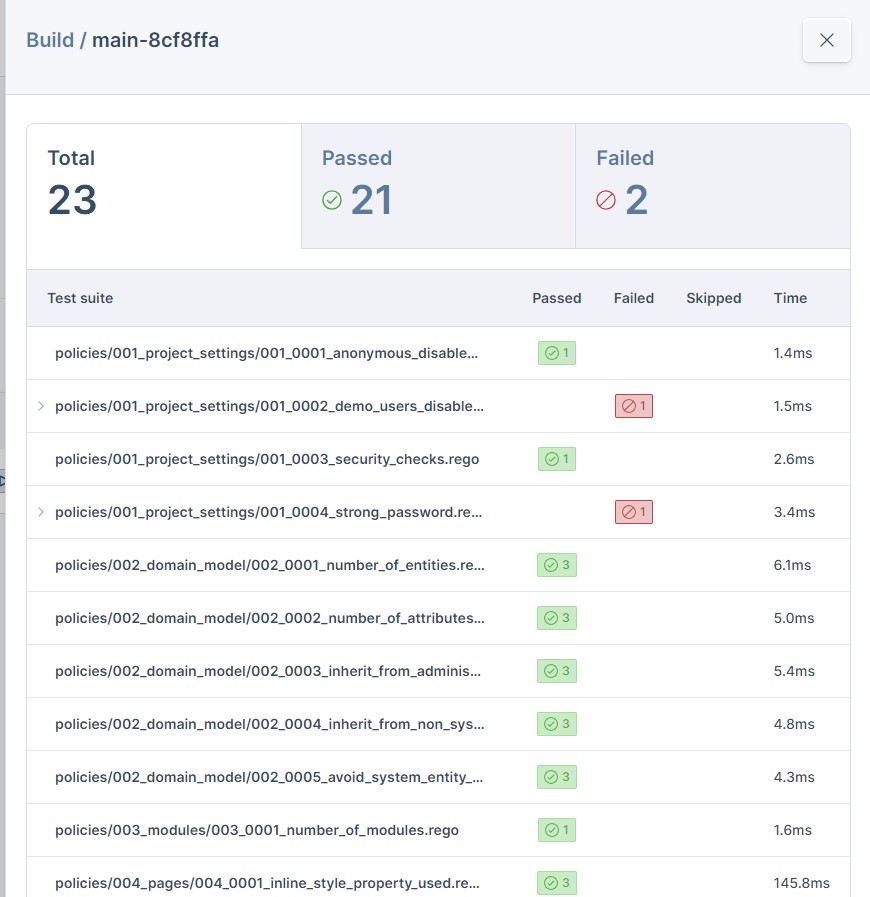 Build / main-8cf8ffa
Total Passed Failed
23 21 2
Test suite Passed Failed Skipped Time
policies/001_project_settings/001_0001_anonymous_disable... 1 1.4ms
policies/001_project_settings/001_0002_demo_users_disable... 1 1.5ms
policies/001_project_settings/001_0003_security_checks.rego 1 2.6ms
policies/001_project_settings/001_0004_strong_password.re... 1 3.4ms
policies/002_domain_model/002_0001_number_of_entities.re... 3 6.1ms
policies/002_domain_model/002_0002_number_of_attributes... 3 5.0ms
policies/002_domain_model/002_0003_inherit_from_adminis... 3 5.4ms
policies/002_domain_model/002_0004_inherit_from_non_sys... 3 4.8ms
policies/002_domain_model/002_0005_avoid_system_entity_... 3 4.3ms
policies/003_modules/003_0001_number_of_modules.rego 1 1.6ms
policies/004_pages/004_0001_inline_style_property_used.re... 3 145.8ms